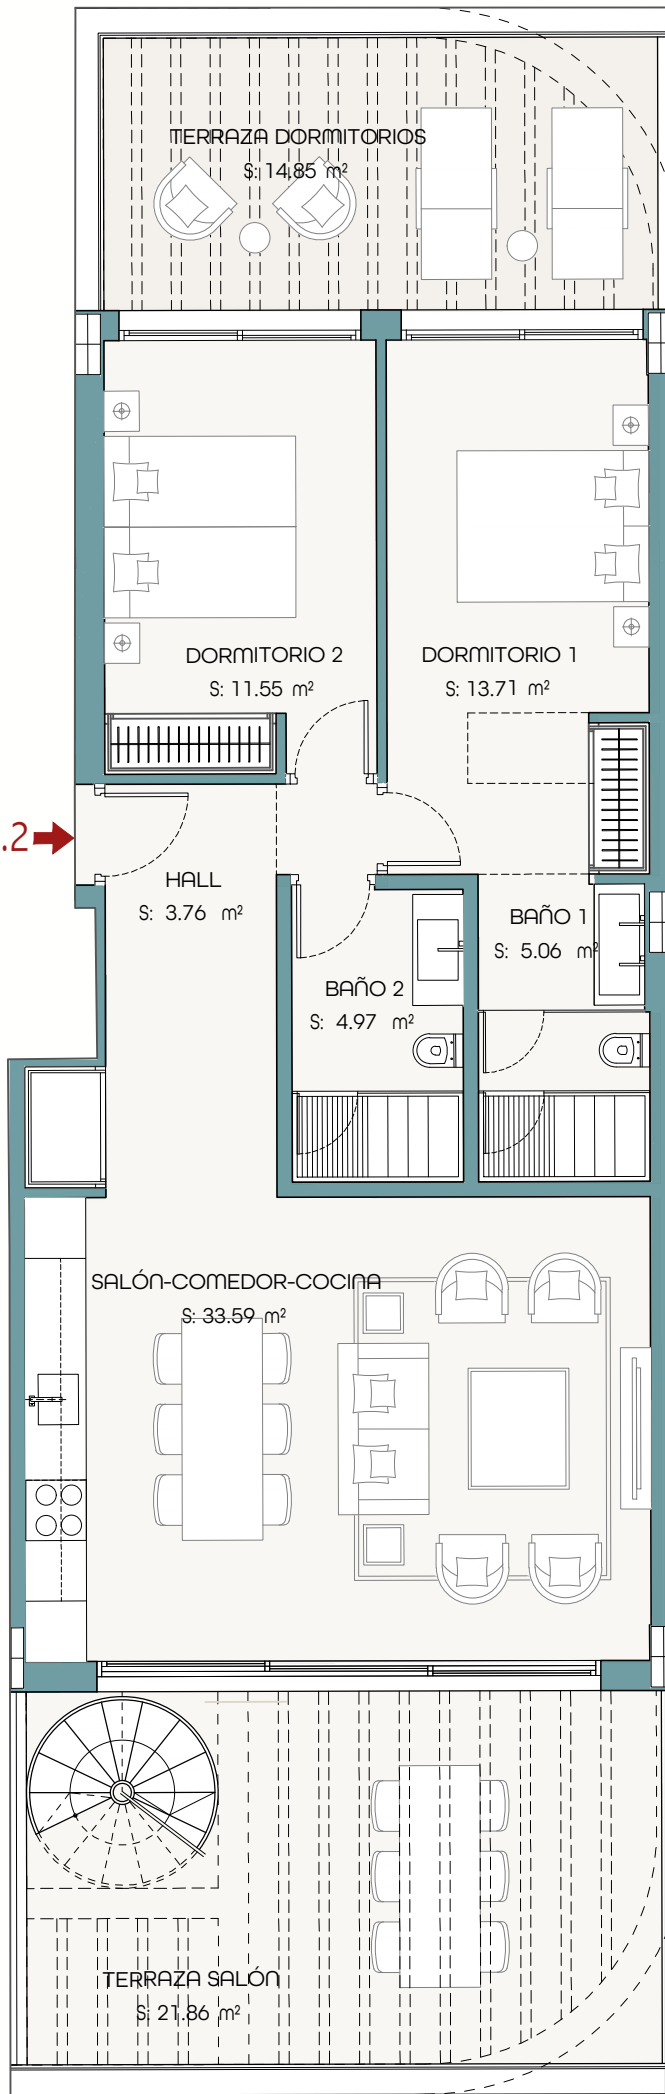 TERRAZA DORMITORIOS
S: 14.85 m²
DORMITORIO 2
S: 11.55 m²
DORMITORIO 1
S: 13.71 m²
.2
HALL
S: 3.76 m²
BAÑO 1
S: 5.06 m²
BAÑO 2
S: 4.97 m²
SALÓN-COMEDOR-COCINA
S: 33.59 m²
TERRAZA SALÓN
S: 21.86 m²